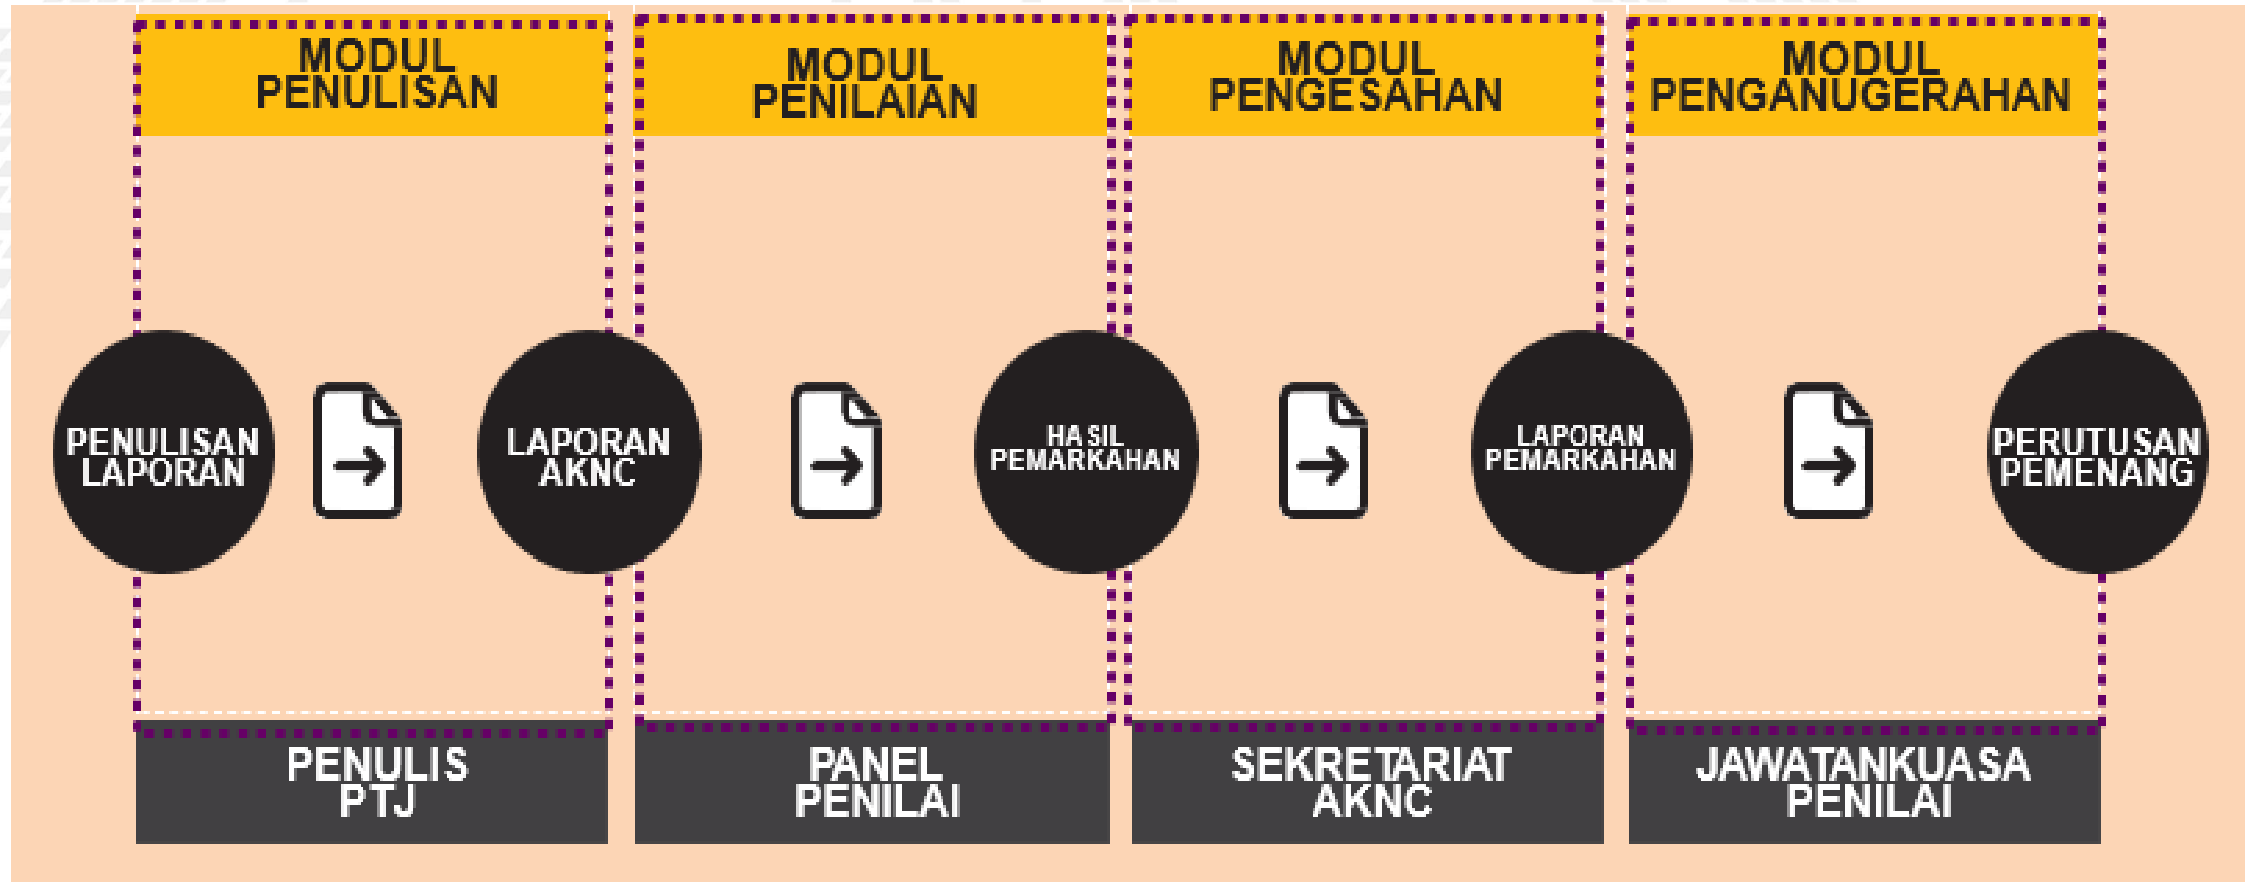 MODUL
PENULISAN
MODUL
PENILAIAN
MODUL
PENGESAHAN
MODUL
PENGANUGERAHAN
PENULISAN
LAPORAN
LAPORAN
AKNC
HASIL
PEMARKAHAN
LAPORAN
PEMARKAHAN
PERUTUSAN
PEMENANG
PENULIS
PTJ
PANEL
PENILAI
SEKRETARIAT
AKNC
JAWATANKUASA
PENILAI